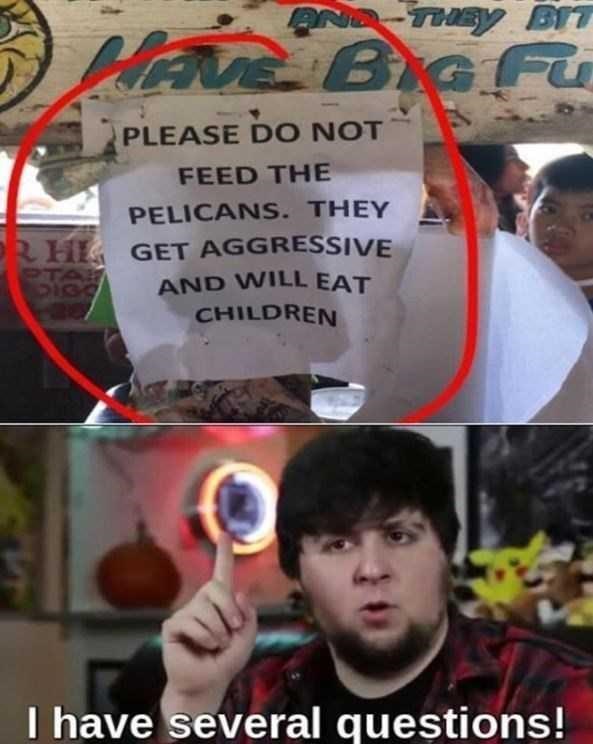 AND THEY BIT
HAVE BIG FU
PLEASE DO NOT
FEED THE
PELICANS. THEY
GET AGGRESSIVE
AND WILL EAT
CHILDREN
I have several questions!